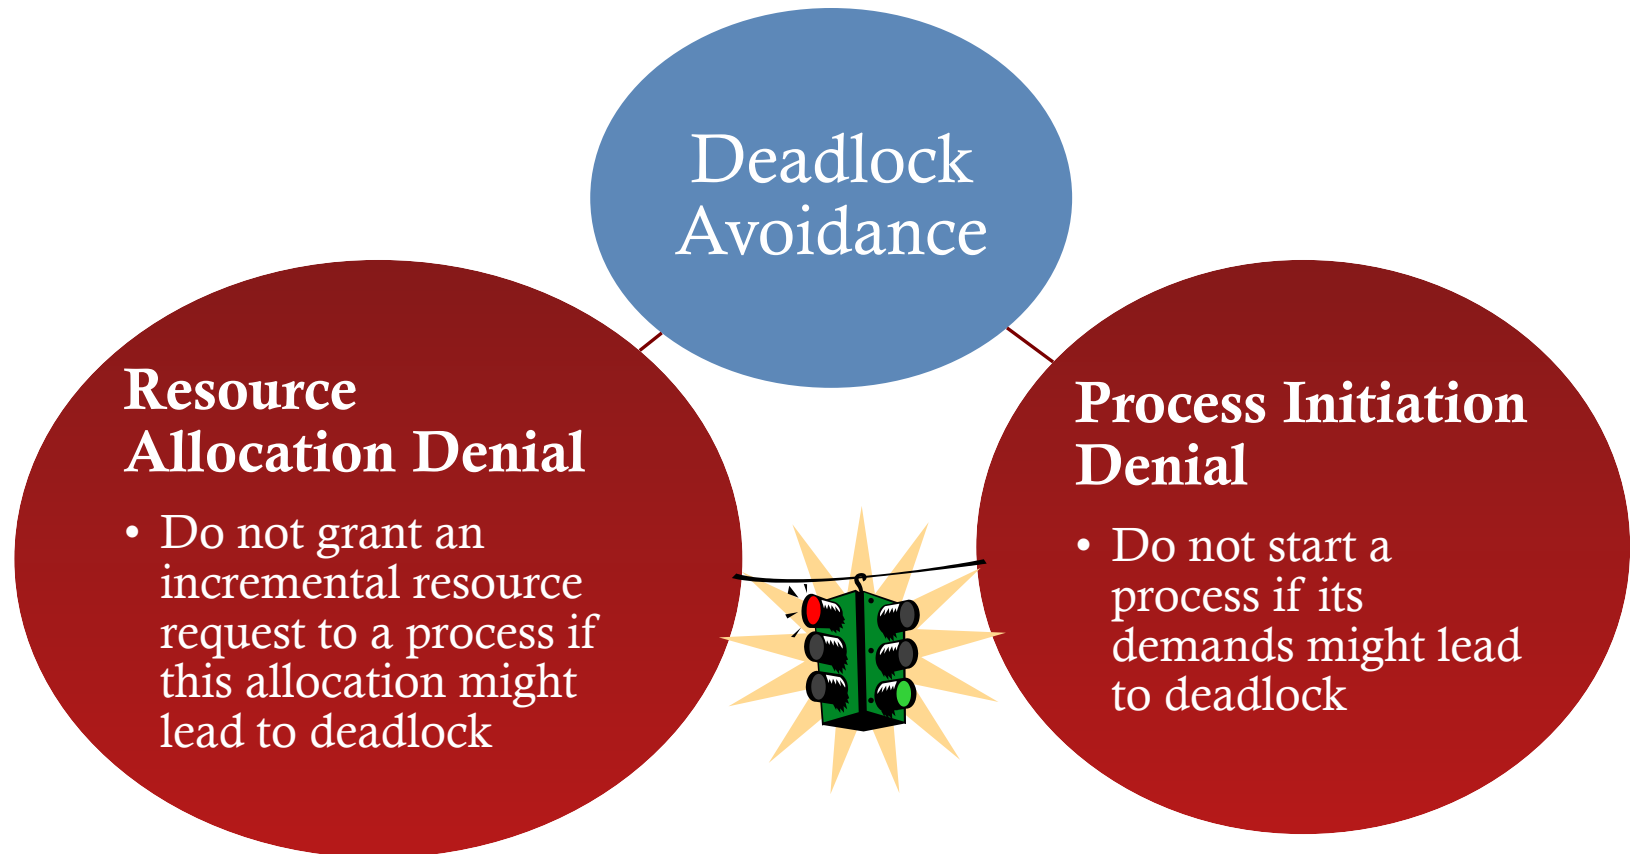 Deadlock
Avoidance
Resource
Allocation Denial
• Do not grant an
incremental resource
request to a process if
this allocation might
lead to deadlock
Process Initiation
Denial
• Do not start a
process if its
demands might lead
to deadlock